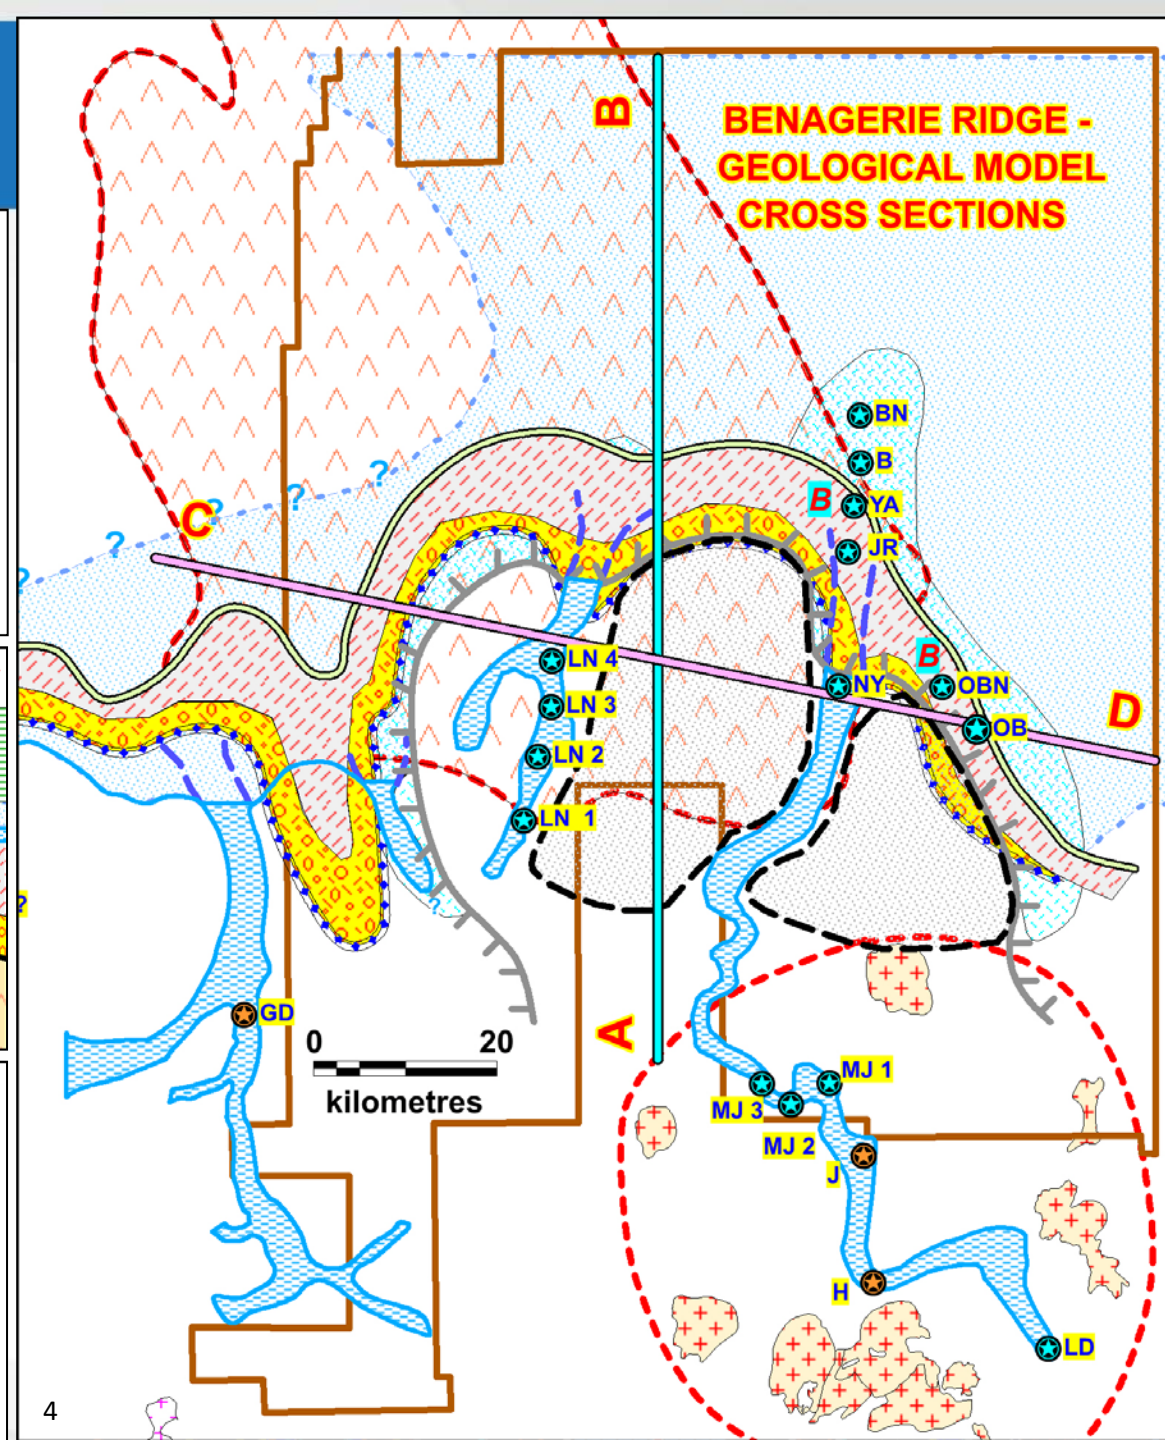 B
BENAGERIE RIDGE -
GEOLOGICAL MODEL
CROSS SECTIONS
BN
B
B
YA
JR
?
?
?
?
?
C
B
LN 4
NY
OBN
LN 3
OB
D
LN 2
LN 1
?
?
GD
A
0 20
kilometres
MJ 1
MJ 3
MJ 2
J
H
LD
4